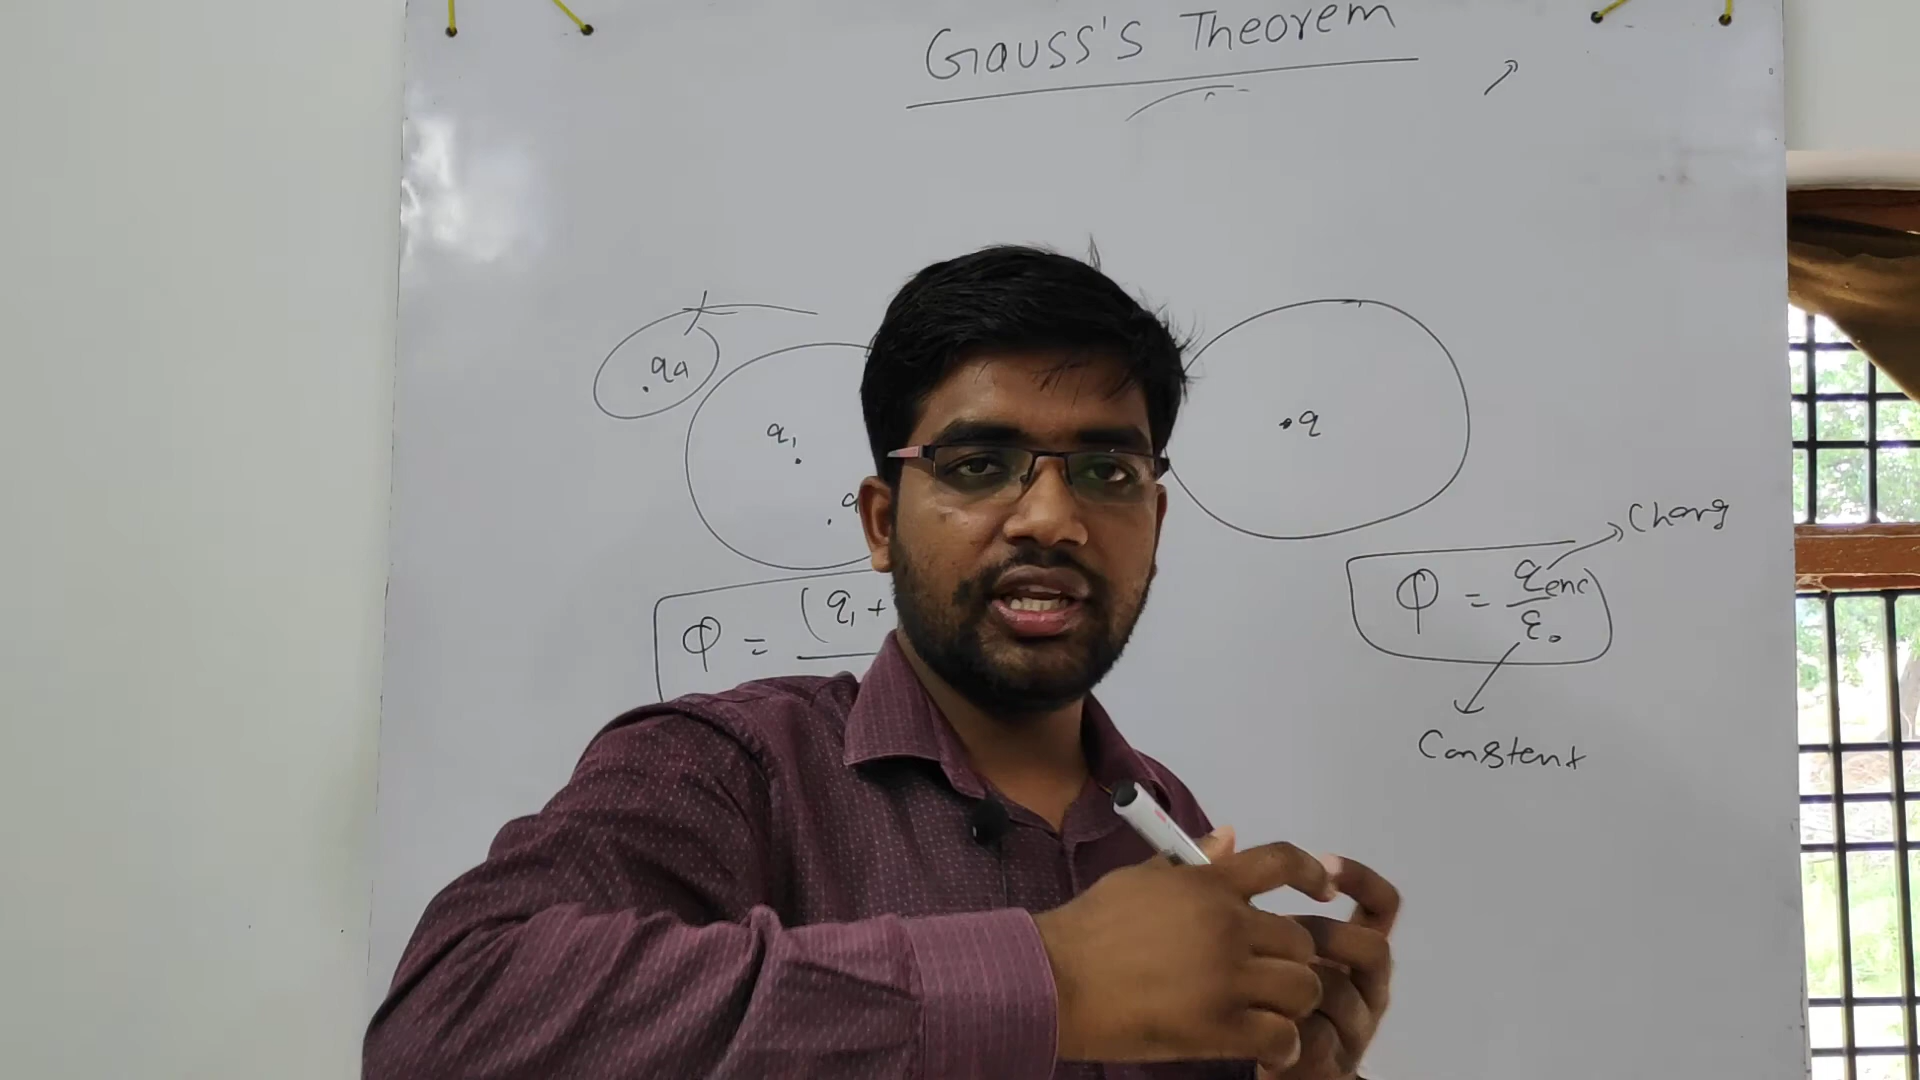 Gauss's Theorem
q4
q1
q
φ = (q1 +
q
φ = qenc
ε0
Charg
Constent